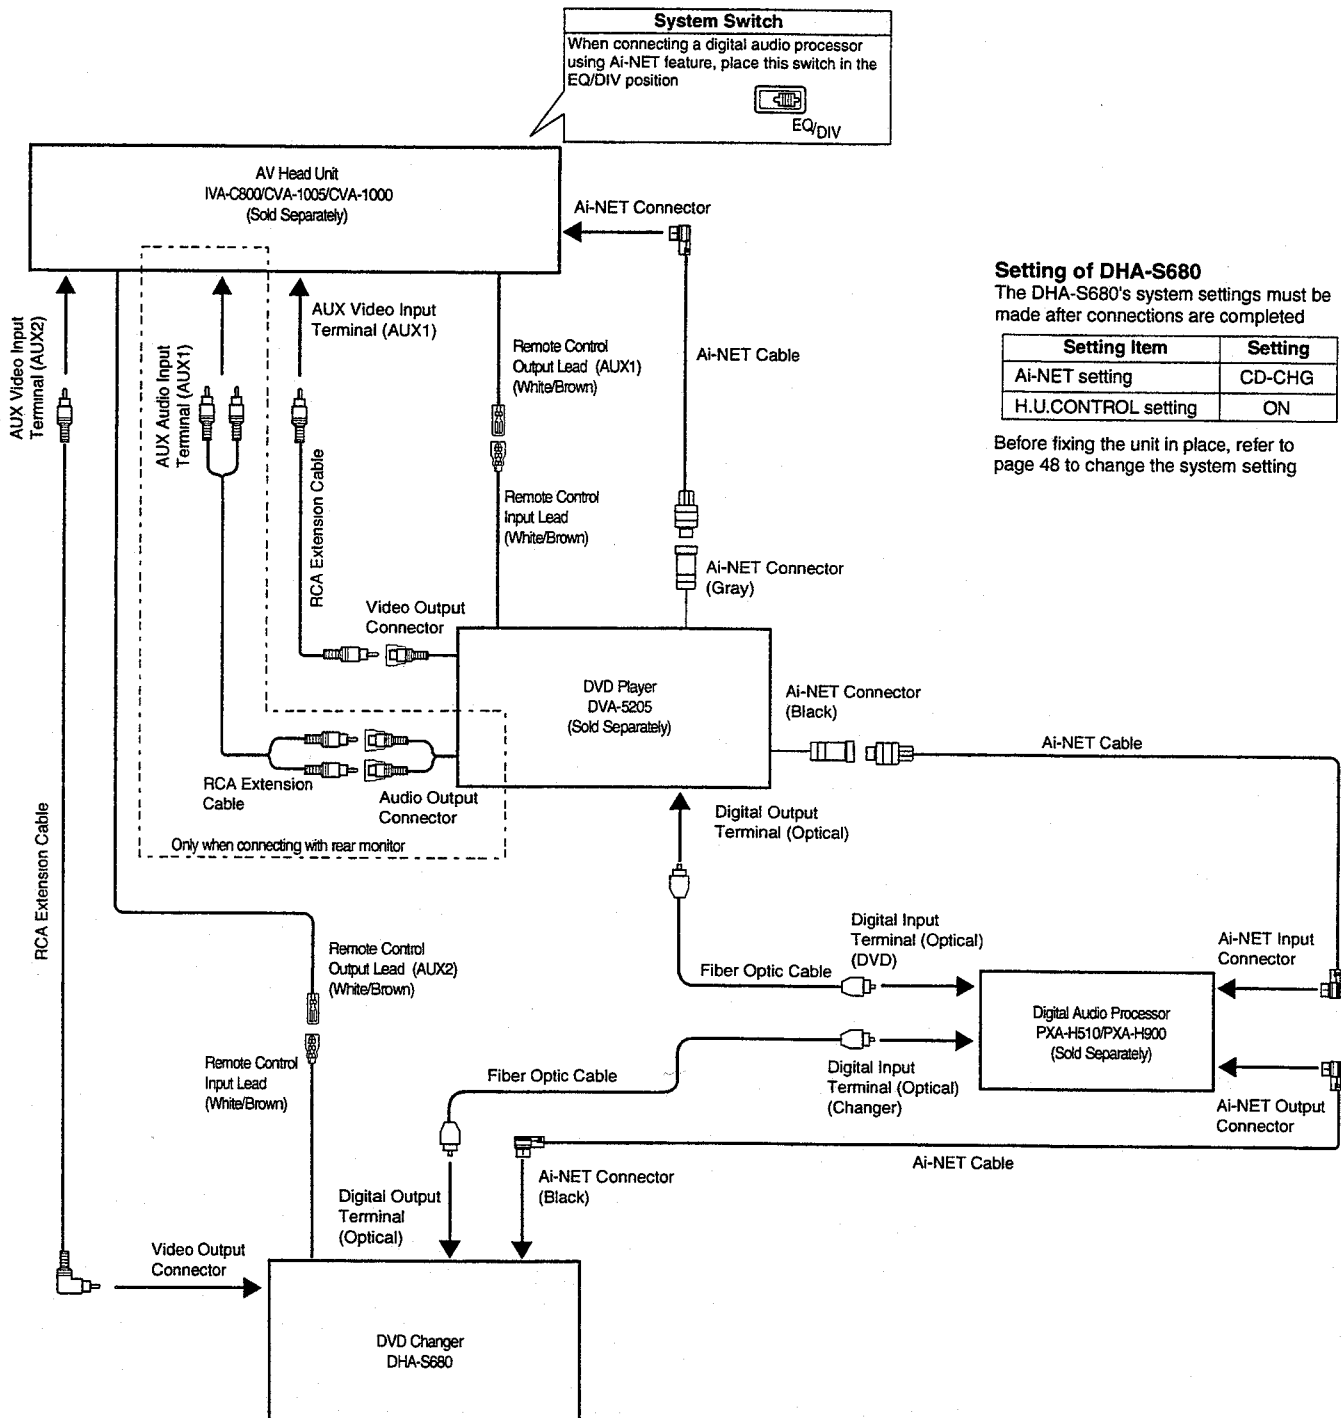 System Switch
When connecting a digital audio processor
using Ai-NET feature, place this switch in the
EQ/DIV position
EQ/DIV
AV Head Unit
IVA-C800/CVA-1005/CVA-1000
(Sold Separately)
Ai-NET Connector
Setting of DHA-S680
The DHA-S680's system settings must be
made after connections are completed
Setting Item Setting
Ai-NET setting CD-CHG
H.U.CONTROL setting ON
Before fixing the unit in place, refer to
page 48 to change the system setting
AUX Video Input
Terminal (AUX2)
AUX Audio Input
Terminal (AUX1)
AUX Video Input
Terminal (AUX1)
Remote Control
Output Lead (AUX1)
(White/Brown)
Ai-NET Cable
RCA Extension Cable
Remote Control
Input Lead
(White/Brown)
Ai-NET Connector
(Gray)
Video Output
Connector
DVD Player
DVA-5205
(Sold Separately)
Ai-NET Connector
(Black)
Ai-NET Cable
RCA Extension
Cable
Audio Output
Connector
Only when connecting with rear monitor
Digital Output
Terminal (Optical)
RCA Extension Cable
Remote Control
Output Lead (AUX2)
(White/Brown)
Fiber Optic Cable
Digital Input
Terminal (Optical)
(DVD)
Ai-NET Input
Connector
Digital Audio Processor
PXA-H510/PXA-H900
(Sold Separately)
Remote Control
Input Lead
(White/Brown)
Fiber Optic Cable
Digital Input
Terminal (Optical)
(Changer)
Ai-NET Output
Connector
Ai-NET Cable
Ai-NET Connector
(Black)
Digital Output
Terminal
(Optical)
Video Output
Connector
DVD Changer
DHA-S680